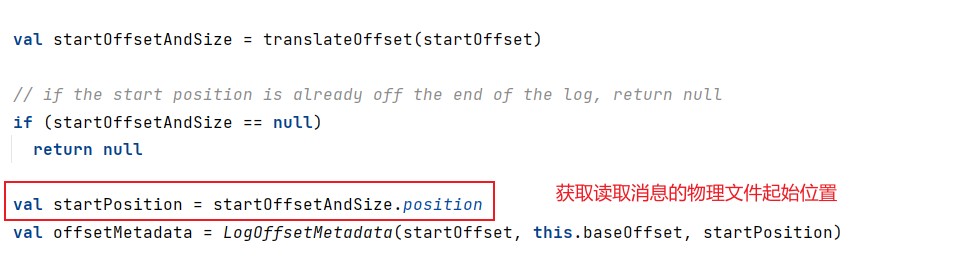 val startOffsetAndSize = translateOffset(startOffset)
// if the start position is already off the end of the log, return null
if (startOffsetAndSize == null)
return null
val startPosition = startOffsetAndSize.position
获取读取消息的物理文件起始位置
val offsetMetadata = LogOffsetMetadata(startOffset, this.baseOffset, startPosition)